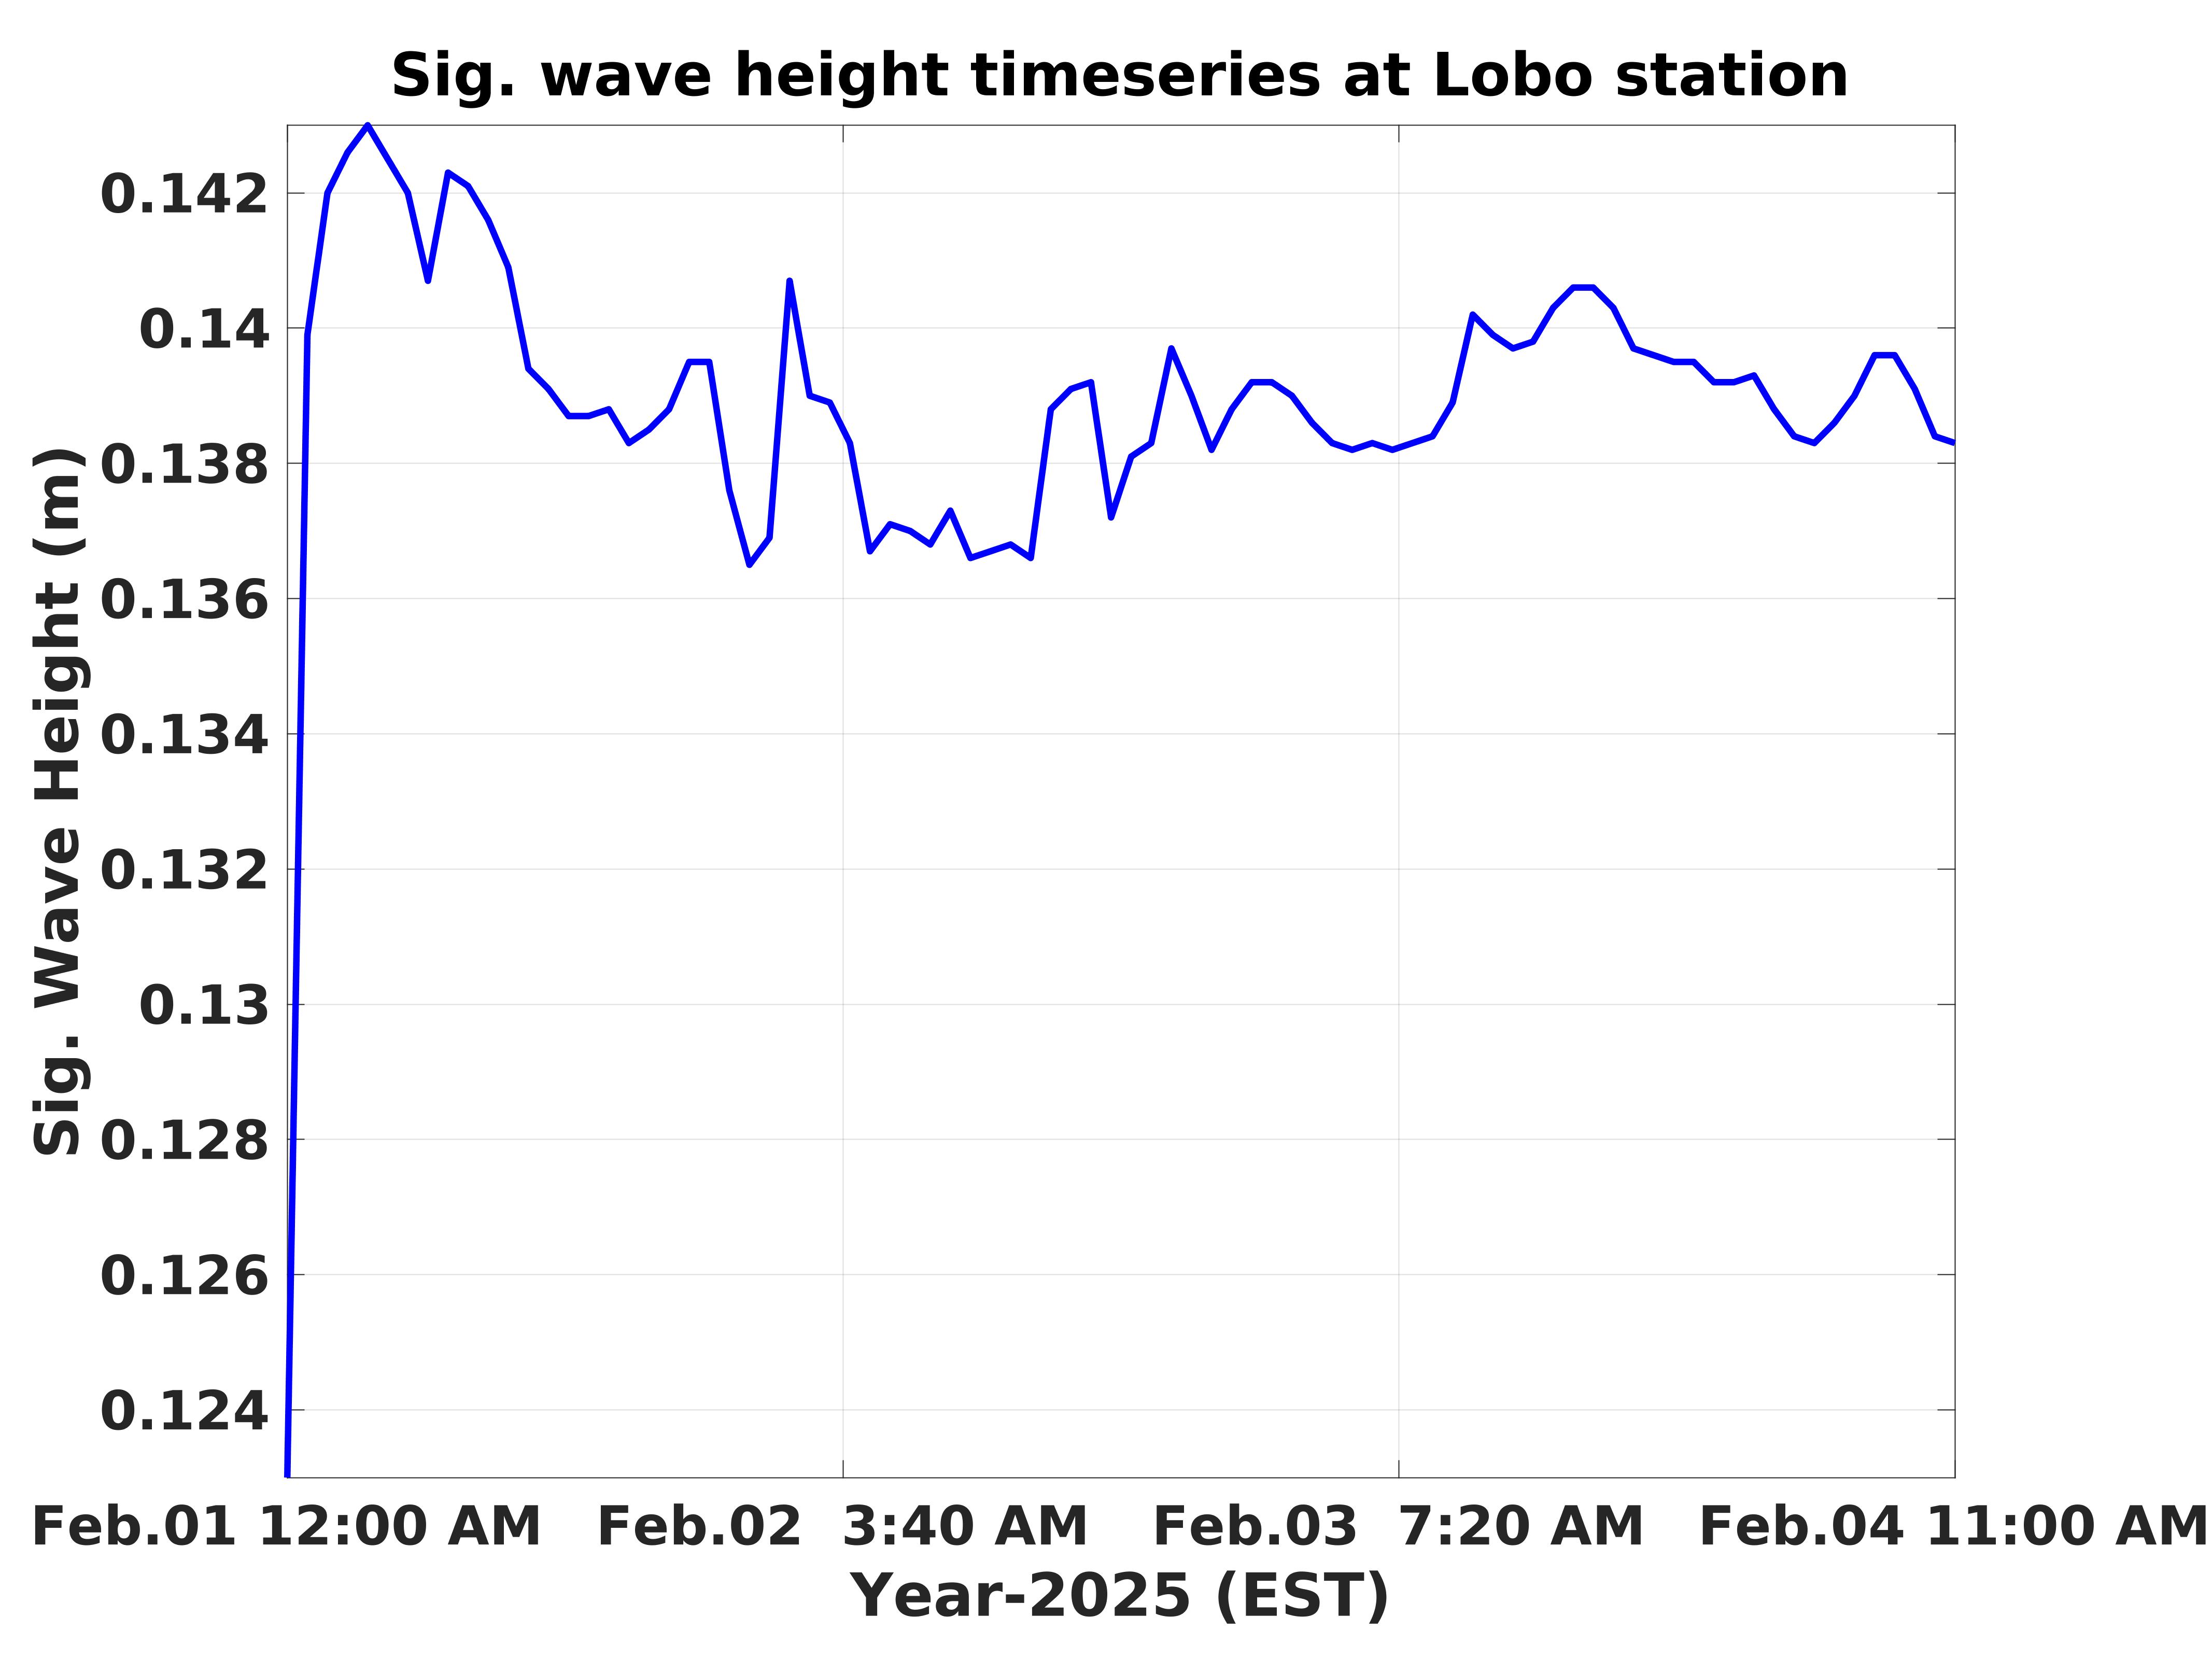 Sig. wave height timeseries at Lobo station
Sig. Wave Height (m)
0.142
0.14
0.138
0.136
0.134
0.132
0.13
0.128
0.126
0.124
Feb.01 12:00 AM Feb.02 3:40 AM Feb.03 7:20 AM Feb.04 11:00 AM
Year-2025 (EST)